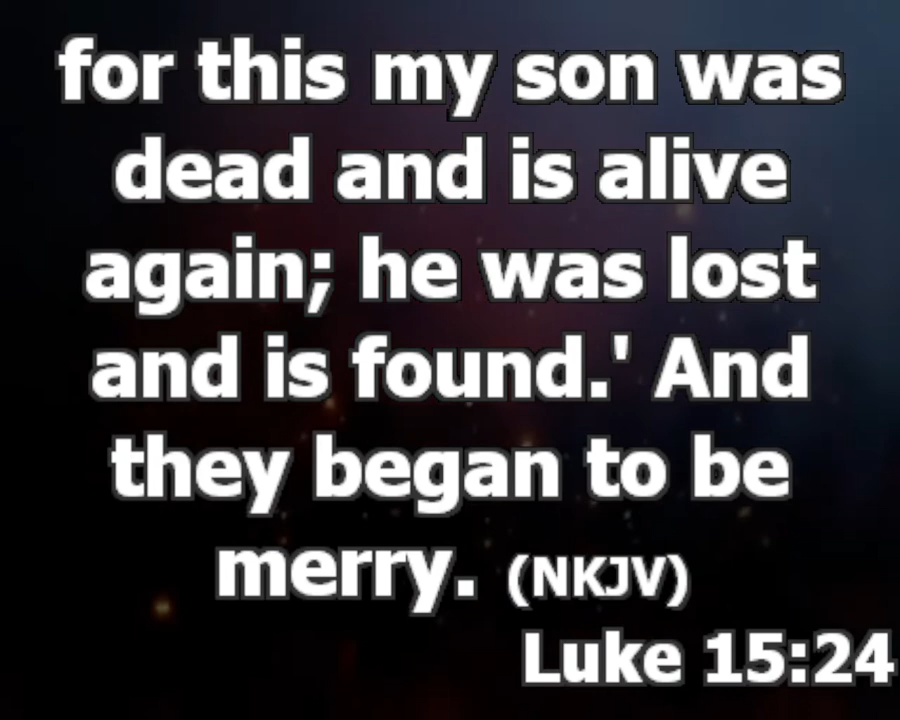 for this my son was
dead and is alive
again; he was lost
and is found.' And
they began to be
merry. (NKJV)
Luke 15:24